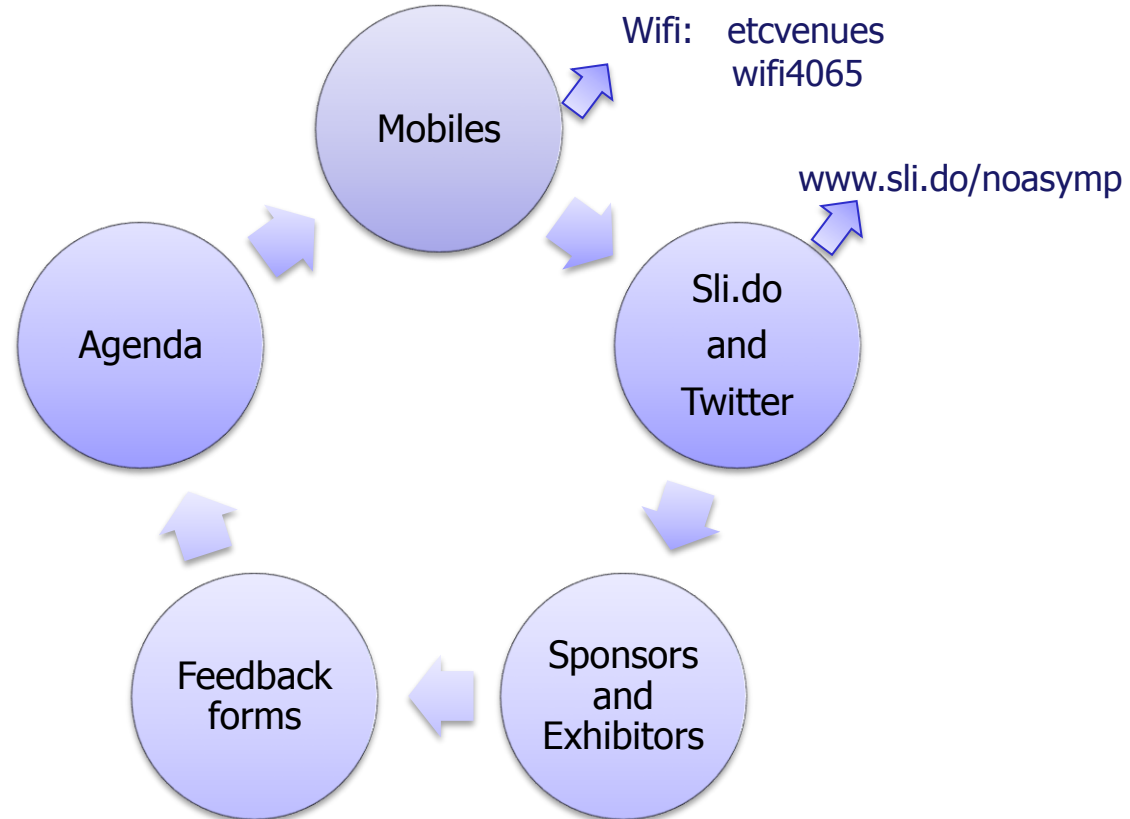 Wifi: etcvenues
wifi4065
Mobiles
www.sli.do/noasymp
Sli.do
and
Twitter
Agenda
Sponsors
and
Exhibitors
Feedback
forms